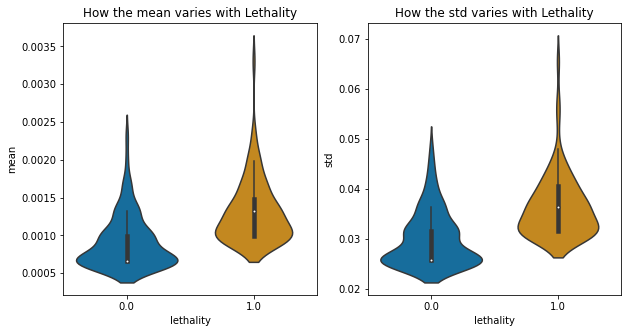 How the mean varies with Lethality
0.0035
0.0030
0.0025
0.0020
0.0015
0.0010
0.0005
mean
0.0
1.0
lethality
How the std varies with Lethality
0.07
0.06
0.05
0.04
0.03
0.02
std
0.0
1.0
lethality